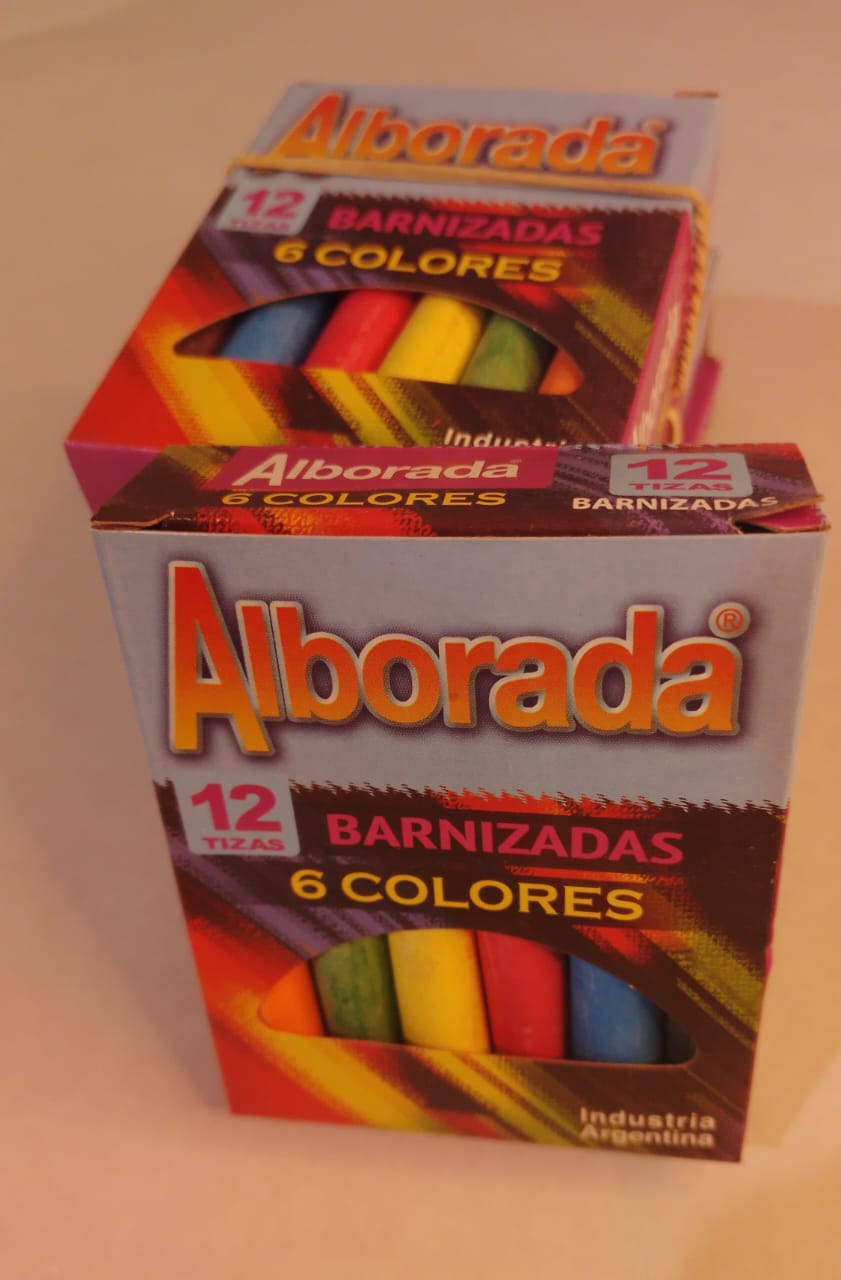 Alborada
12
TIZAS
BARNIZADAS
6 COLORES
Industri
Alborada
6 COLORES
12
TIZAS
BARNIZADAS
Alborada®
12
TIZAS
BARNIZADAS
6 COLORES
Industria
Argentina